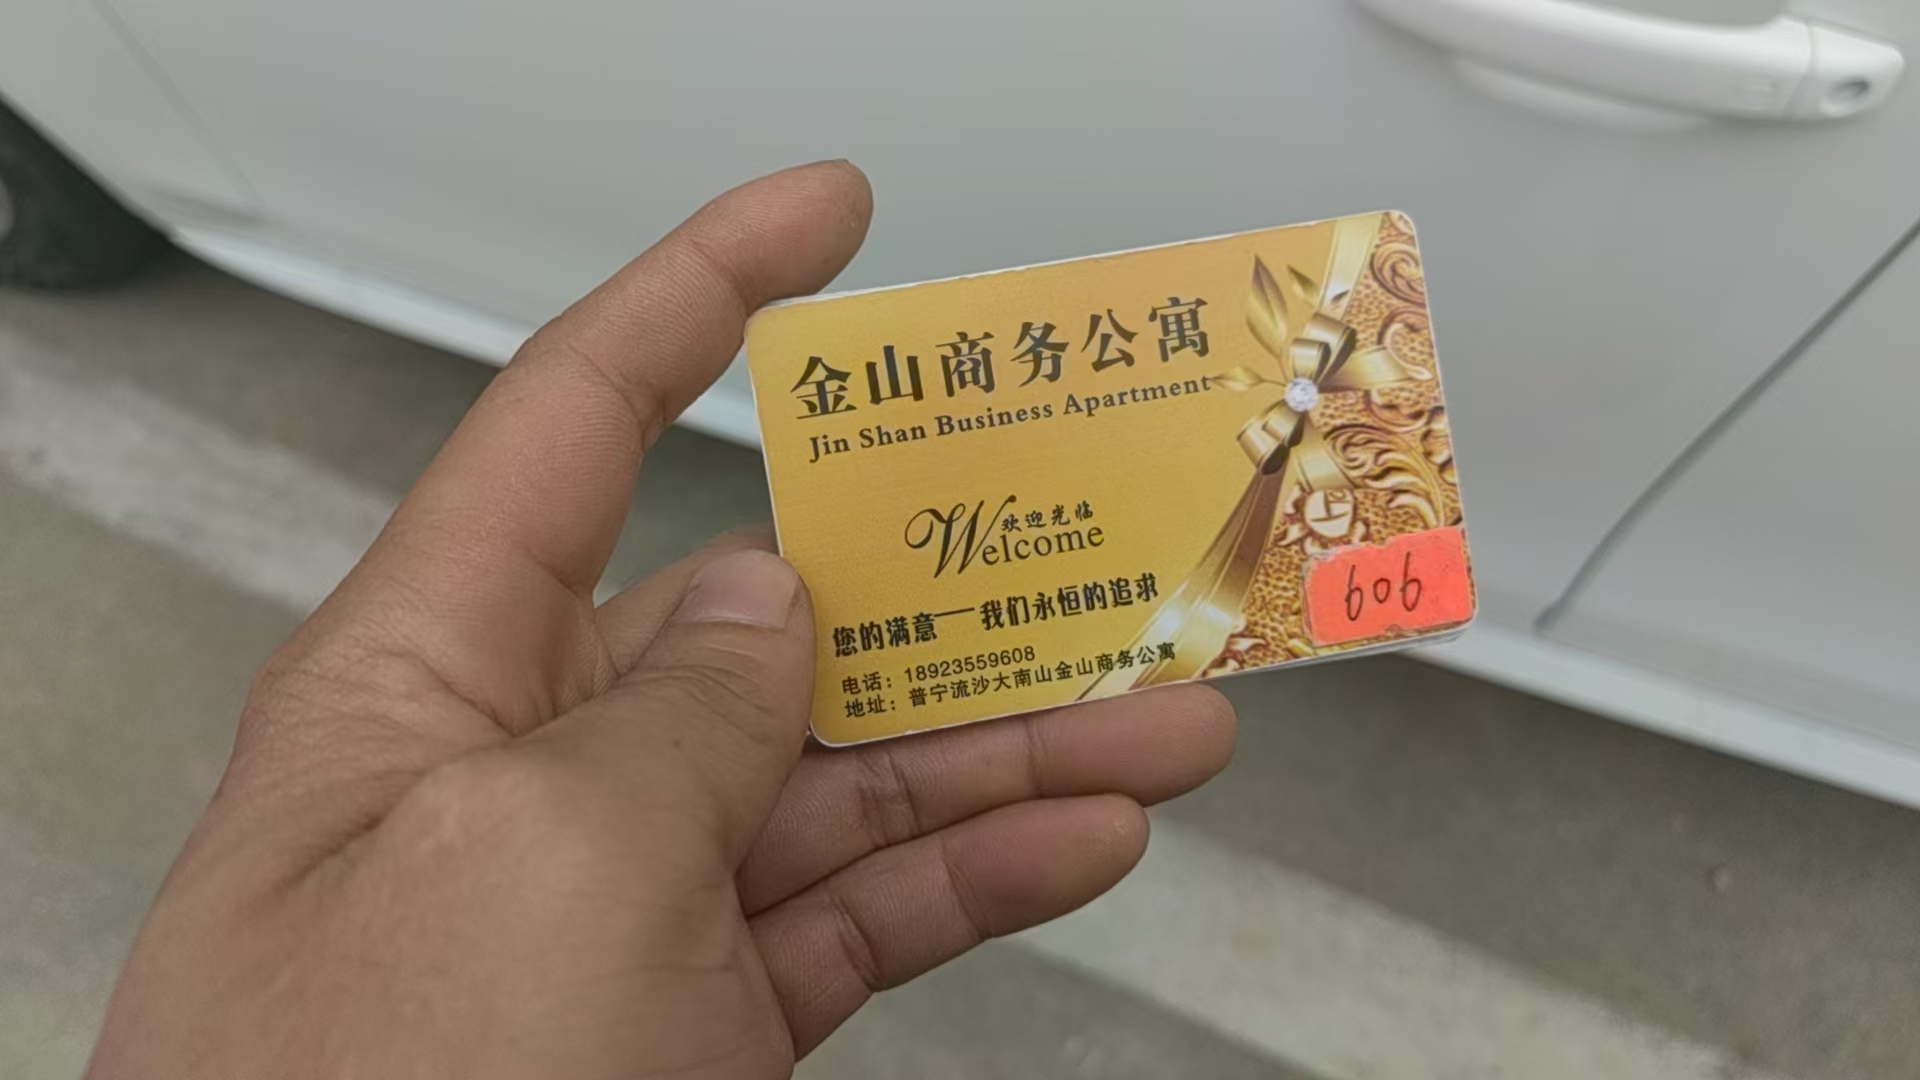 金山商务公寓
Jin Shan Business Apartment
欢迎光临
Welcome
您的满意——我们永恒的追求
电话：18923559608
地址：普宁流沙大南山金山商务公寓
606